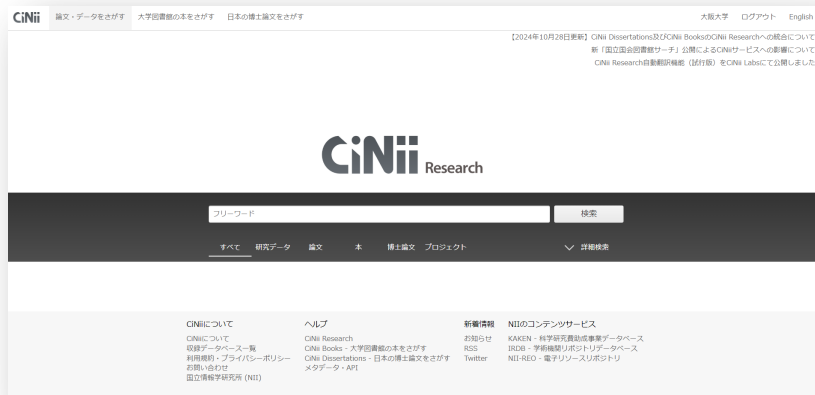 CiNii 論文・データをさがす 大学図書館の本をさがす 日本の博士論文をさがす 大阪大学 ログアウト English
【2024年10月28日更新】CiNii Dissertations及びCiNii BooksのCiNii Researchへの統合について
新「国立国会図書館サーチ」公開によるCiNiiサービスへの影響について
CiNii Research自動翻訳機能（試行版）をCiNii Labsにて公開しました
CiNii Research
フリーワード 検索
すべて 研究データ 論文 本 博士論文 プロジェクト 詳細検索
CiNiiについて ヘルプ 新着情報 NIIのコンテンツサービス
CiNiiについて CiNii Research お知らせ KAKEN - 科学研究費助成事業データベース
収録データベース一覧 CiNii Books - 大学図書館の本をさがす RSS IRDB - 学術機関リポジトリデータベース
利用規約・プライバシーポリシー CiNii Dissertations - 日本の博士論文をさがす Twitter NII-REO - 電子リソースリポジトリ
お問い合わせ メタデータ・API
国立情報学研究所 (NII)